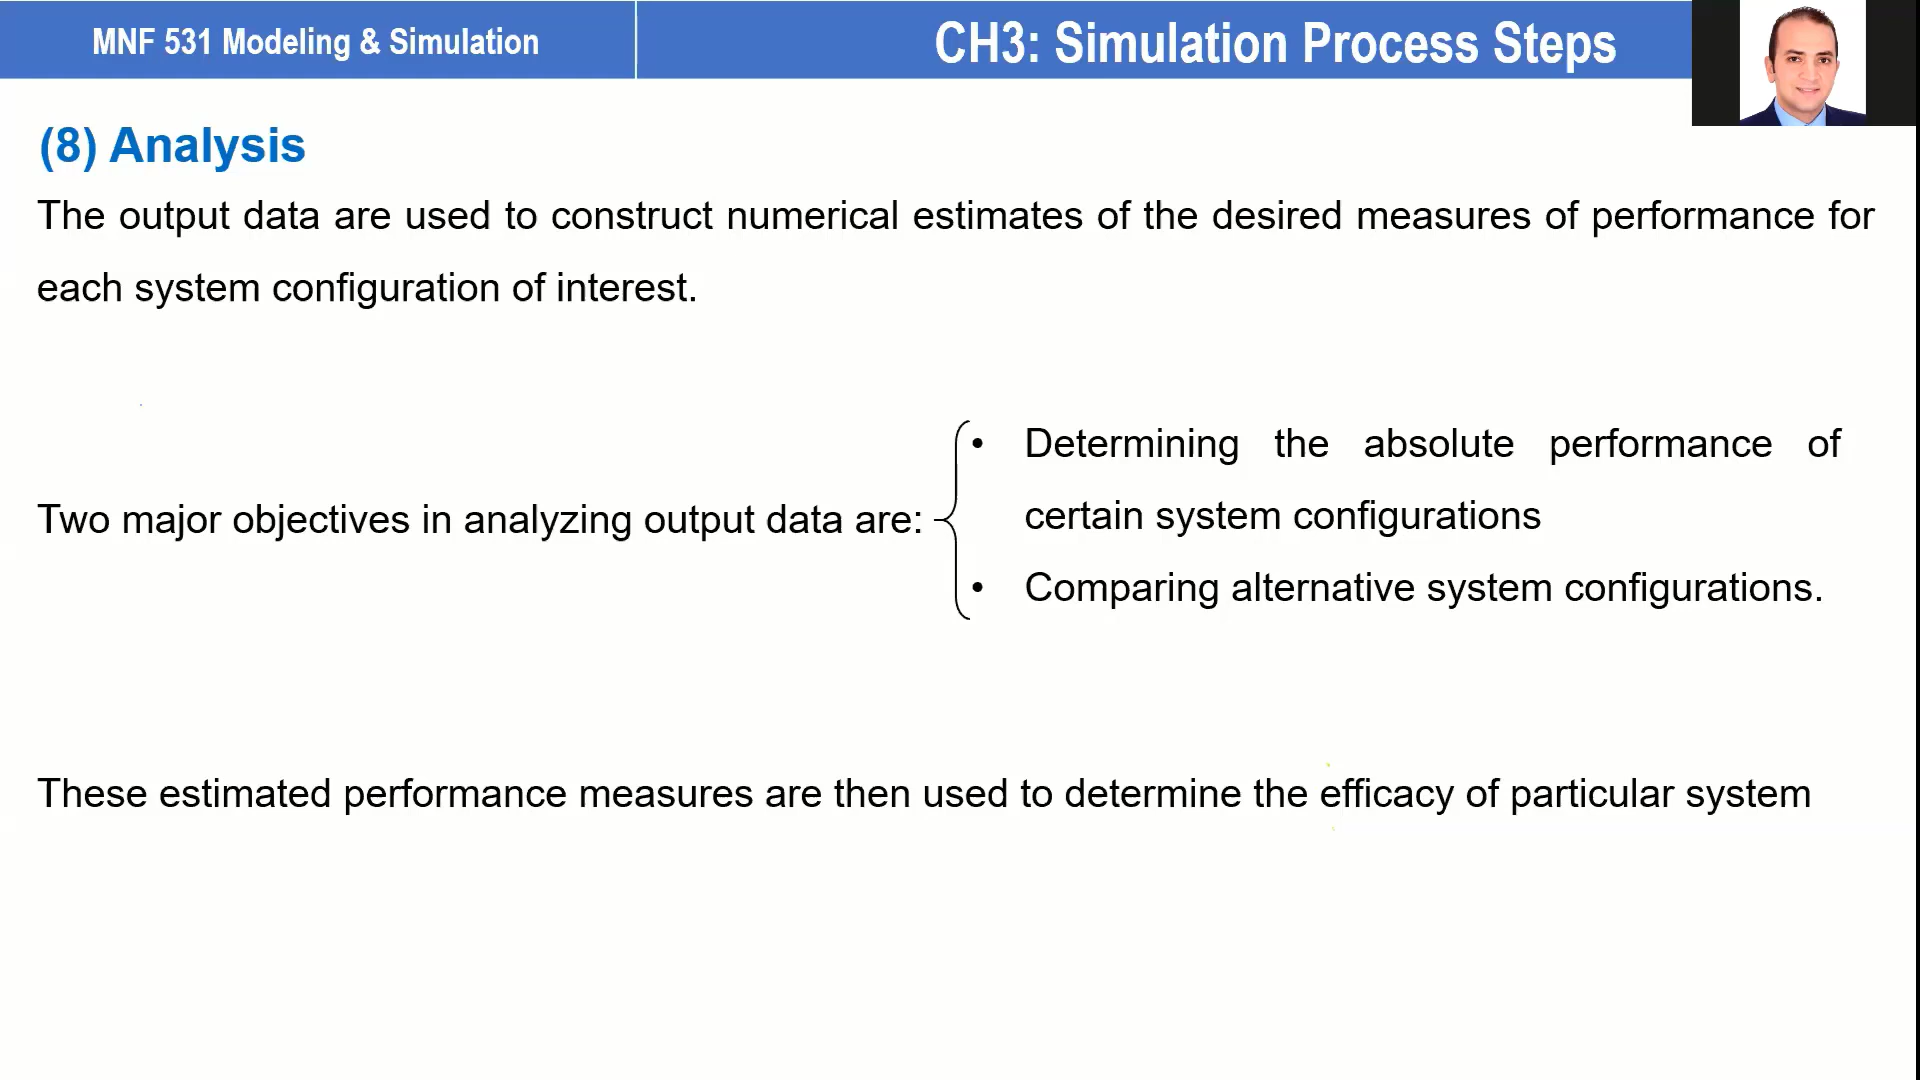 MNF 531 Modeling & Simulation
CH3: Simulation Process Steps
(8) Analysis
The output data are used to construct numerical estimates of the desired measures of performance for
each system configuration of interest.
Two major objectives in analyzing output data are:
• Determining the absolute performance of
certain system configurations
• Comparing alternative system configurations.
These estimated performance measures are then used to determine the efficacy of particular system